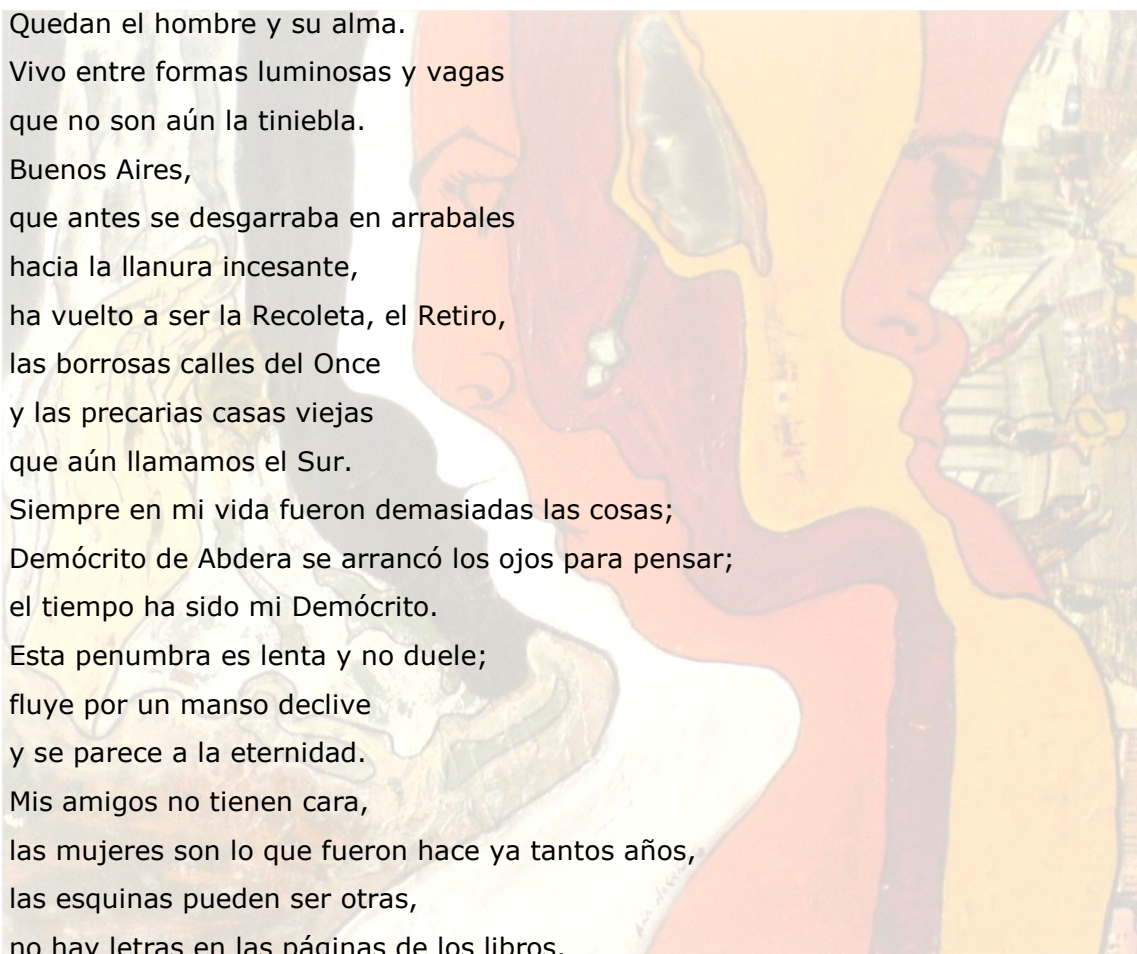 Quedan el hombre y su alma.
Vivo entre formas luminosas y vagas
que no son aún la tiniebla.
Buenos Aires,
que antes se desgarraba en arrabales
hacia la llanura incesante,
ha vuelto a ser la Recoleta, el Retiro,
las borrosas calles del Once
y las precarias casas viejas
que aún llamamos el Sur.
Siempre en mi vida fueron demasiadas las cosas;
Demócrito de Abdera se arrancó los ojos para pensar;
el tiempo ha sido mi Demócrito.
Esta penumbra es lenta y no duele;
fluye por un manso declive
y se parece a la eternidad.
Mis amigos no tienen cara,
las mujeres son lo que fueron hace ya tantos años,
las esquinas pueden ser otras,
no hay letras en las páginas de los libros.